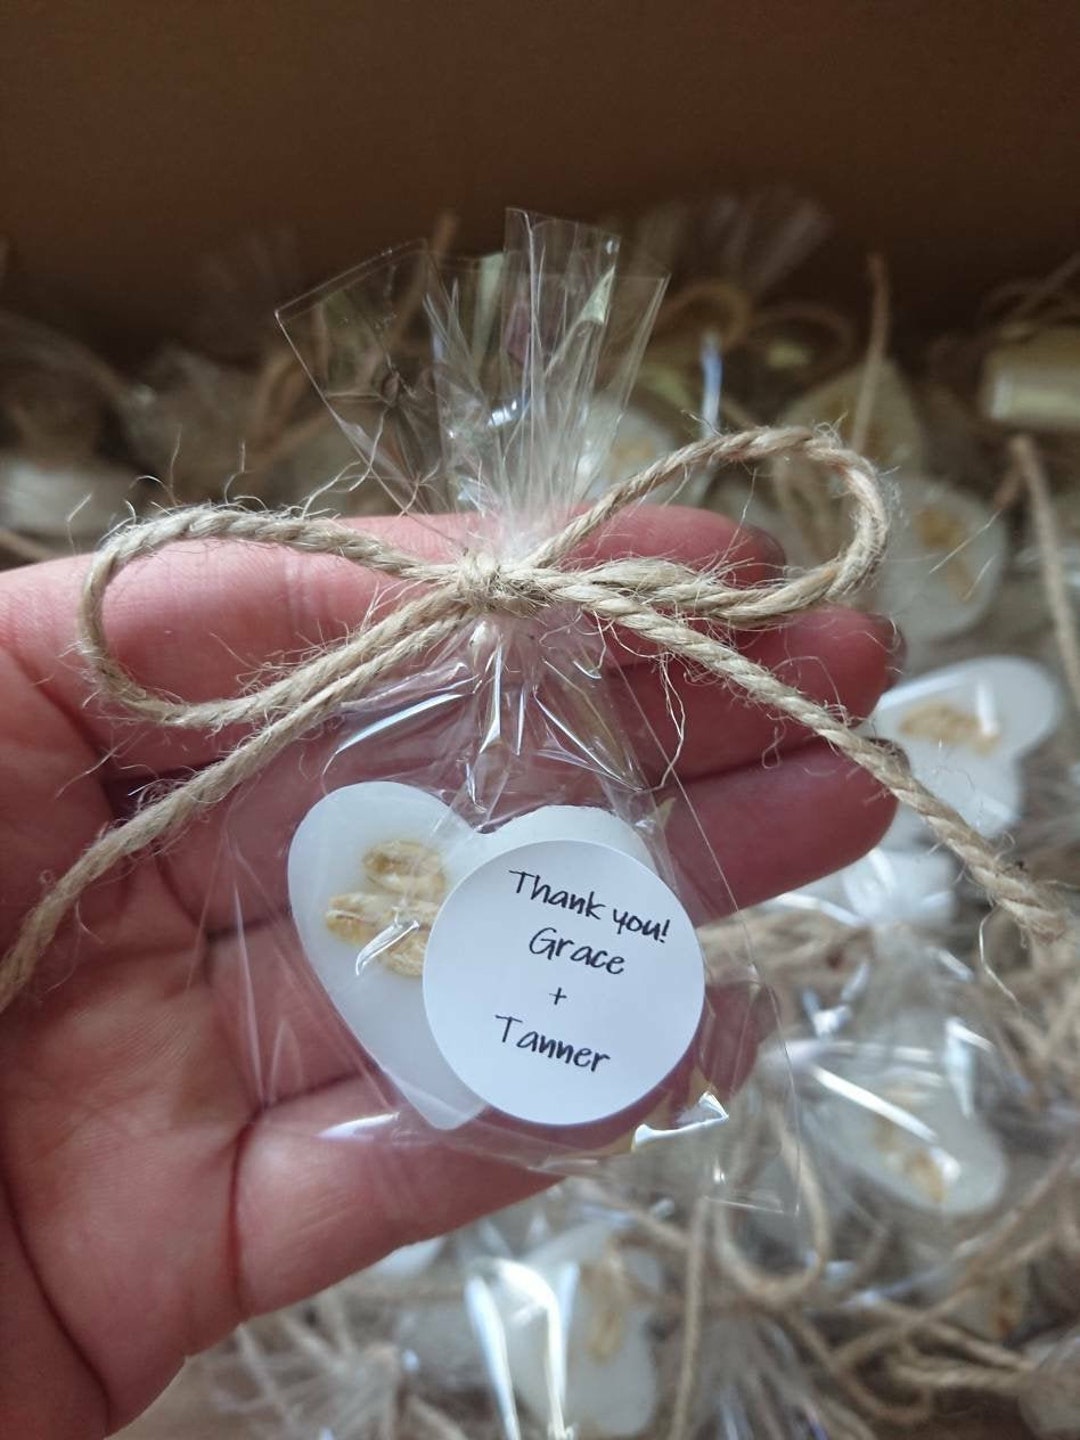 Thank you!
Grace
+
Tanner